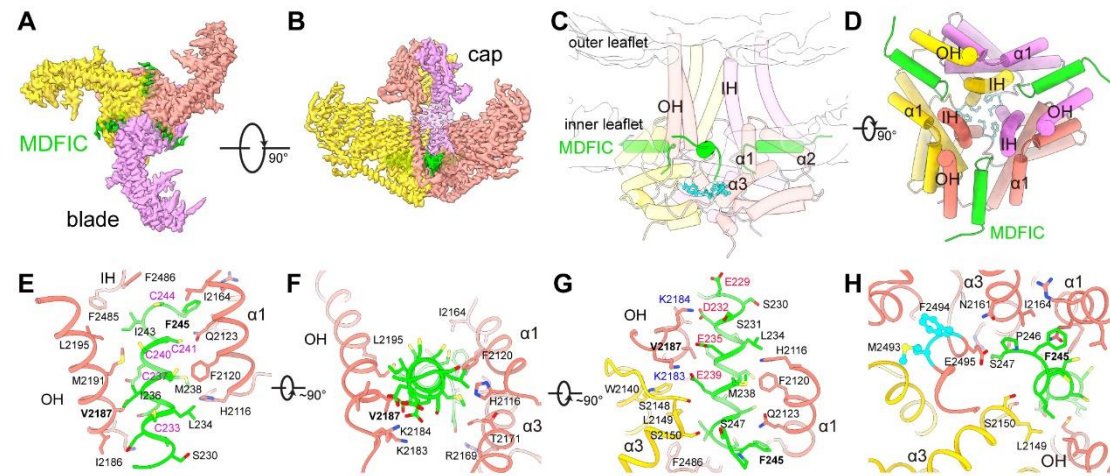 A
MDFIC
blade
90°
B
cap
C
outer leaflet
OH
IH
inner leaflet
MDFIC
α1
α2
α3
90°
D
OH
α1
IH
α1
IH
OH
IH
OH
α1
MDFIC
E
IH
F2486
C244
I2164
F2485
F245
α1
I243
Q2123
L2195
C241
C240
F2120
M2191
C237
M238
I236
H2116
OH
V2187
L234
C233
I2186
S230
~90°
F
OH
I2164
α1
L2195
F2120
H2116
V2187
K2184
T2171
α3
K2183
R2169
~90°
G
E229
OH
K2184
D232
S230
S231
V2187
E235
L234
H2116
K2183
E239
W2140
F2120
M238
S2148
L2149
Q2123
S2150
S247
α1
α3
F2486
F245
H
α3
α1
F2494
N2161
I2164
P246
M2493
F245
E2495
S247
S2150
L2149
α3
OH